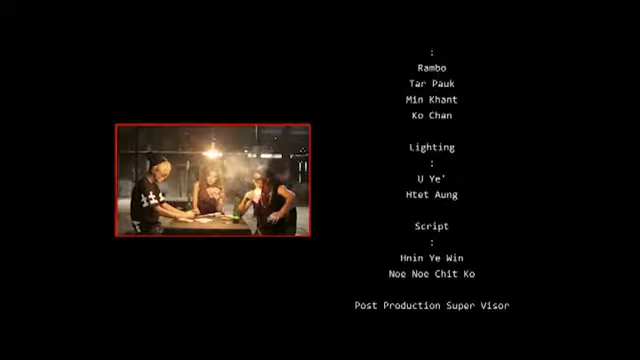 :
Rambo
Tar Pauk
Min Khant
Ko Chan
Lighting
:
U Ye'
Htet Aung
Script
:
Hnin Ye Win
Noe Noe Chit Ko
Post Production Super Visor